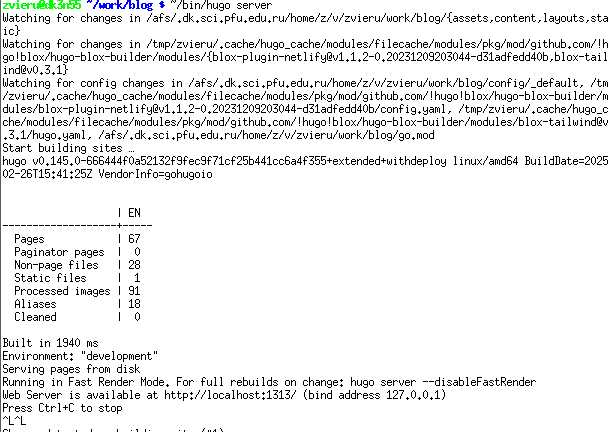 zvieru@dk3n55 ~/work/blog $ ~/bin/hugo server
Watching for changes in /afs/.dk.sci.pfu.edu.ru/home/z/v/zvieru/work/blog/{assets,content,layouts,sta
ic}
Watching for changes in /tmp/zvieru/.cache/hugo_cache/modules/filecache/modules/pkg/mod/github.com/!h
go!blox/hugo-blox-builder/modules/{blox-plugin-netlify@v1.1.2-0.20231209203044-d31adfedd40b,blox-tail
ind@v0.3.1}
Watching for config changes in /afs/.dk.sci.pfu.edu.ru/home/z/v/zvieru/work/blog/config/_default, /tm
/zvieru/.cache/hugo_cache/modules/filecache/modules/pkg/mod/github.com/!hugo!blox/hugo-blox-builder/m
dules/blox-plugin-netlify@v1.1.2-0.20231209203044-d31adfedd40b/config.yaml, /tmp/zvieru/.cache/hugo_c
che/modules/filecache/modules/pkg/mod/github.com/!hugo!blox/hugo-blox-builder/modules/blox-tailwind@v
.3.1/hugo.yaml, /afs/.dk.sci.pfu.edu.ru/home/z/v/zvieru/work/blog/go.mod
Start building sites …
hugo v0.145.0-666444f0a52132f9fec9f71cf25b441cc6a4f355+extended+withdeploy linux/amd64 BuildDate=2025
02-26T15:41:25Z VendorInfo=gohugoio
| EN
-------------------+-----
Pages | 67
Paginator pages | 0
Non-page files | 28
Static files | 1
Processed images | 91
Aliases | 18
Cleaned | 0
Built in 1940 ms
Environment: "development"
Serving pages from disk
Running in Fast Render Mode. For full rebuilds on change: hugo server --disableFastRender
Web Server is available at http://localhost:1313/ (bind address 127.0.0.1)
Press Ctrl+C to stop
^L^L